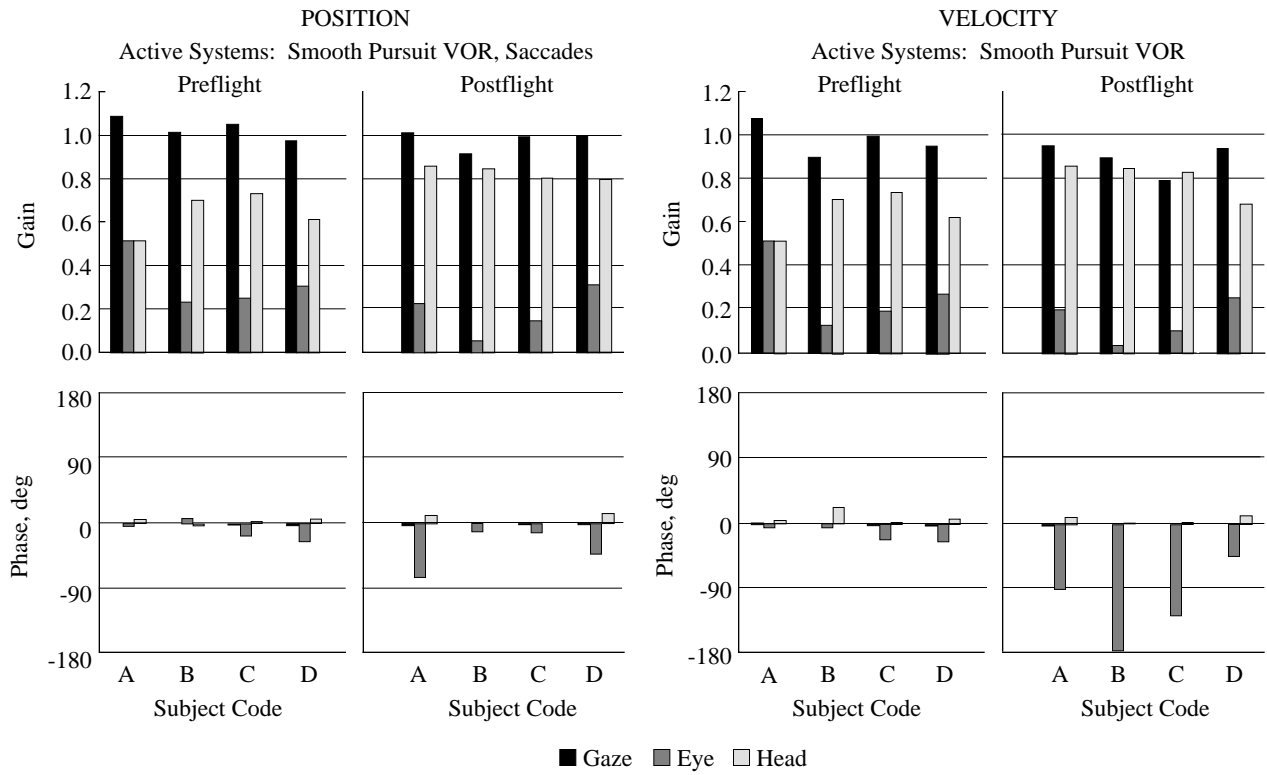 POSITION
Active Systems: Smooth Pursuit VOR, Saccades
Preflight
Postflight
1.2
1.0
0.8
0.6
0.4
0.2
0.0
Gain
180
90
0
-90
-180
Phase, deg
A B C D
Subject Code
A B C D
Subject Code
VELOCITY
Active Systems: Smooth Pursuit VOR
Preflight
Postflight
1.2
1.0
0.8
0.6
0.4
0.2
0.0
Gain
180
90
0
-90
-180
Phase, deg
A B C D
Subject Code
A B C D
Subject Code
Gaze Eye Head